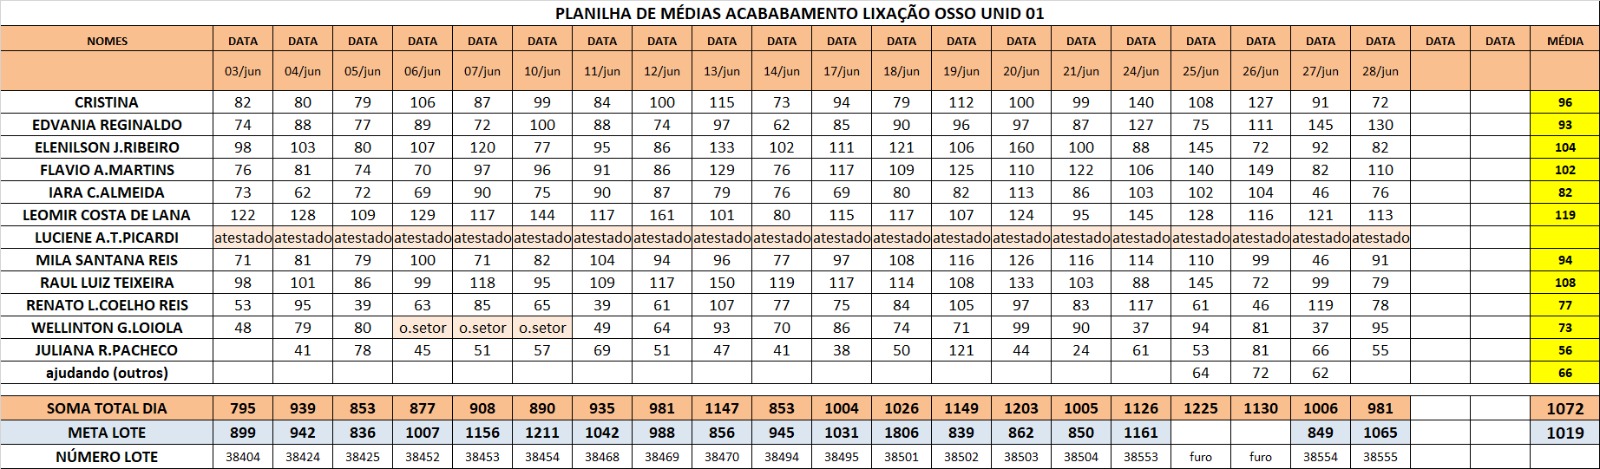 PLANILHA DE MÉDIAS ACABABAMENTO LIXAÇÃO OSSO UNID 01
NOMES DATA DATA DATA DATA DATA DATA DATA DATA DATA DATA DATA DATA DATA DATA DATA DATA DATA DATA DATA DATA DATA DATA MÉDIA
03/jun 04/jun 05/jun 06/jun 07/jun 10/jun 11/jun 12/jun 13/jun 14/jun 17/jun 18/jun 19/jun 20/jun 21/jun 24/jun 25/jun 26/jun 27/jun 28/jun
CRISTINA 82 80 79 106 87 99 84 100 115 73 94 79 112 100 99 140 108 127 91 72 96
EDVANIA REGINALDO 74 88 77 89 72 100 88 74 97 62 85 90 96 97 87 127 75 111 145 130 93
ELENILSON J.RIBEIRO 98 103 80 107 120 77 95 86 133 102 111 121 106 160 100 88 145 72 92 82 104
FLAVIO A.MARTINS 76 81 74 70 97 96 91 86 129 76 117 109 125 110 122 106 140 149 82 110 102
IARA C.ALMEIDA 73 62 72 69 90 75 90 87 79 76 69 80 82 113 86 103 102 104 46 76 82
LEOMIR COSTA DE LANA 122 128 109 129 117 144 117 161 101 80 115 117 107 124 95 145 128 116 121 113 119
LUCIENE A.T.PICARDI atestado atestado atestado atestado atestado atestado atestado atestado atestado atestado atestado atestado atestado atestado atestado atestado atestado atestado atestado atestado
MILA SANTANA REIS 71 81 79 100 71 82 104 94 96 77 97 108 116 126 116 114 110 99 46 91 94
RAUL LUIZ TEIXEIRA 98 101 86 99 118 95 109 117 150 119 117 114 108 133 103 88 145 72 99 79 108
RENATO L.COELHO REIS 53 95 39 63 85 65 39 61 107 77 75 84 105 97 83 117 61 46 119 78 77
WELLINTON G.LOIOLA 48 79 80 o.setor o.setor o.setor 49 64 93 70 86 74 71 99 90 37 94 81 37 95 73
JULIANA R.PACHECO 41 78 45 51 57 69 51 47 41 38 50 121 44 24 61 53 81 66 55 56
ajudando (outros) 64 72 62 66
SOMA TOTAL DIA 795 939 853 877 908 890 935 981 1147 853 1004 1026 1149 1203 1005 1126 1225 1130 1006 981 1072
META LOTE 899 942 836 1007 1156 1211 1042 988 856 945 1031 1806 839 862 850 1161 849 1065 1019
NÚMERO LOTE 38404 38424 38425 38452 38453 38454 38468 38469 38470 38494 38495 38501 38502 38503 38504 38553 furo furo 38554 38555